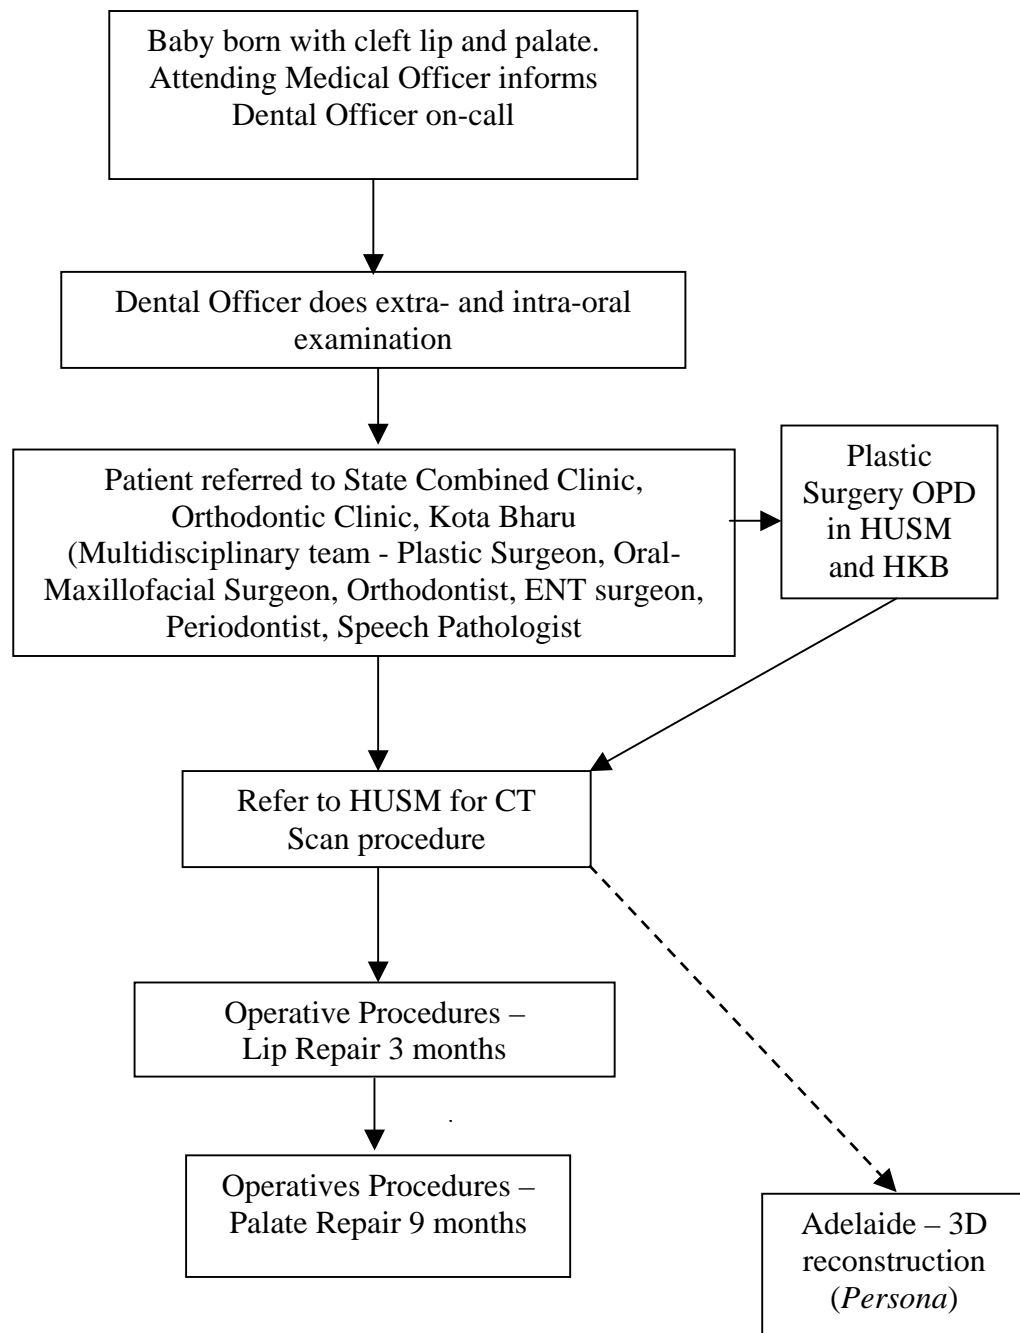 Baby born with cleft lip and palate.
Attending Medical Officer informs
Dental Officer on-call
Dental Officer does extra- and intra-oral
examination
Patient referred to State Combined Clinic,
Orthodontic Clinic, Kota Bharu
(Multidisciplinary team - Plastic Surgeon, Oral-
Maxillofacial Surgeon, Orthodontist, ENT surgeon,
Periodontist, Speech Pathologist
Plastic
Surgery OPD
in HUSM
and HKB
Refer to HUSM for CT
Scan procedure
Operative Procedures –
Lip Repair 3 months
Operatives Procedures –
Palate Repair 9 months
Adelaide – 3D
reconstruction
(Persona)